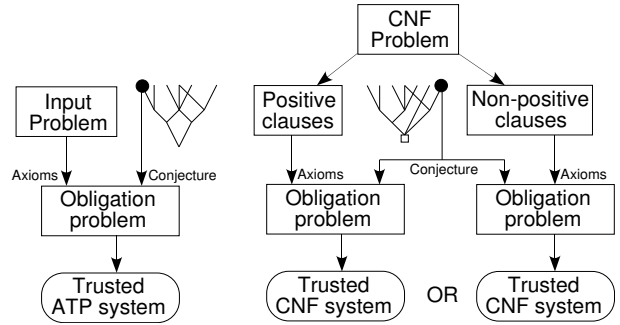 CNF
Problem
Input
Problem
Positive
clauses
Non-positive
clauses
Axioms
Conjecture
Axioms
Conjecture
Axioms
Obligation
problem
Obligation
problem
Obligation
problem
Trusted
ATP system
Trusted
CNF system
OR
Trusted
CNF system